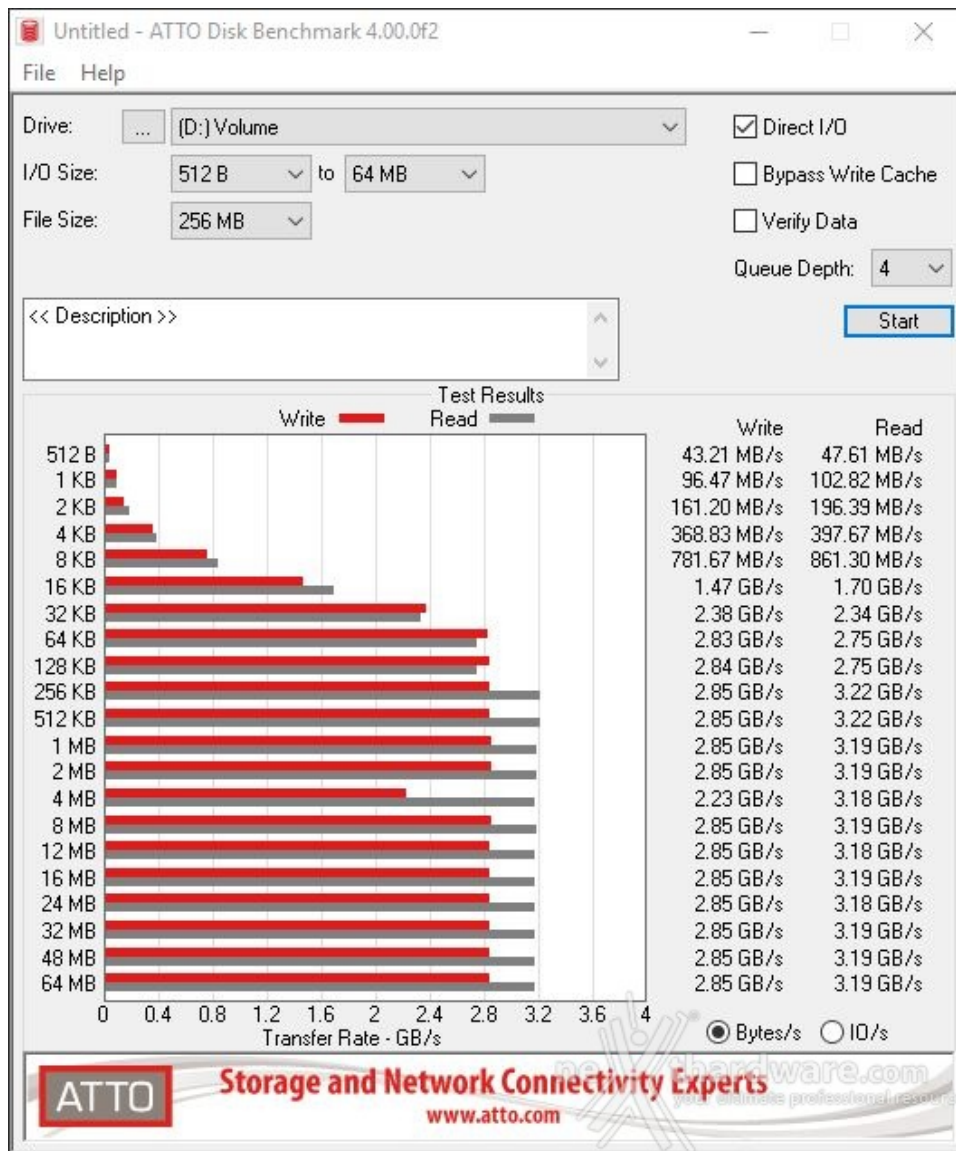 Untitled - ATTO Disk Benchmark 4.00.0f2
File Help
Drive: ... (D:) Volume
Direct I/O
I/O Size: 512 B to 64 MB
Bypass Write Cache
File Size: 256 MB
Verify Data
Queue Depth: 4
<< Description >>
Start
Test Results
Write Read
Write Read
512 B 43.21 MB/s 47.61 MB/s
1 KB 96.47 MB/s 102.82 MB/s
2 KB 161.20 MB/s 196.39 MB/s
4 KB 368.83 MB/s 397.67 MB/s
8 KB 781.67 MB/s 861.30 MB/s
16 KB 1.47 GB/s 1.70 GB/s
32 KB 2.38 GB/s 2.34 GB/s
64 KB 2.83 GB/s 2.75 GB/s
128 KB 2.84 GB/s 2.75 GB/s
256 KB 2.85 GB/s 3.22 GB/s
512 KB 2.85 GB/s 3.22 GB/s
1 MB 2.85 GB/s 3.19 GB/s
2 MB 2.85 GB/s 3.19 GB/s
4 MB 2.23 GB/s 3.18 GB/s
8 MB 2.85 GB/s 3.19 GB/s
12 MB 2.85 GB/s 3.18 GB/s
16 MB 2.85 GB/s 3.19 GB/s
24 MB 2.85 GB/s 3.18 GB/s
32 MB 2.85 GB/s 3.19 GB/s
48 MB 2.85 GB/s 3.19 GB/s
64 MB 2.85 GB/s 3.19 GB/s
0 0.4 0.8 1.2 1.6 2 2.4 2.8 3.2 3.6 4
Transfer Rate - GB/s
Bytes/s IO/s
ATTO
Storage and Network Connectivity Experts
www.atto.com
your ultimate professional resource